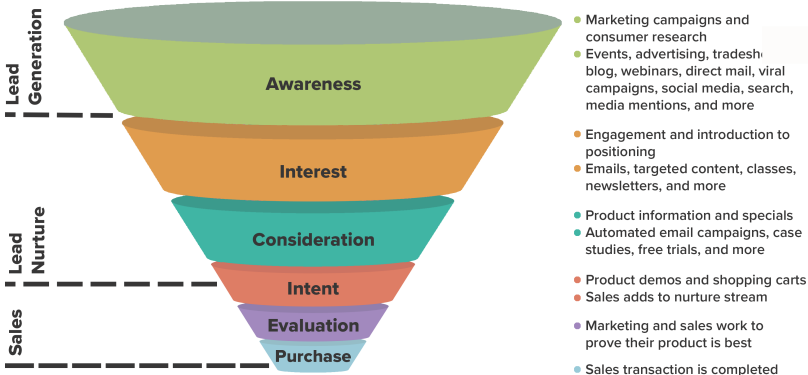 Lead
Generation
Awareness
Marketing campaigns and
consumer research
Events, advertising,
blog, webinars, direct mail, viral
campaigns, social media, search,
media mentions, and more
Lead
Nurture
Interest
Engagement and introduction to
positioning
Emails, targeted content, classes,
newsletters, and more
Consideration
Product information and specials
Automated email campaigns, case
studies, free trials, and more
Intent
Product demos and shopping carts
Sales adds to nurture stream
Sales
Evaluation
Marketing and sales work to
prove their product is best
Purchase
Sales transaction is completed